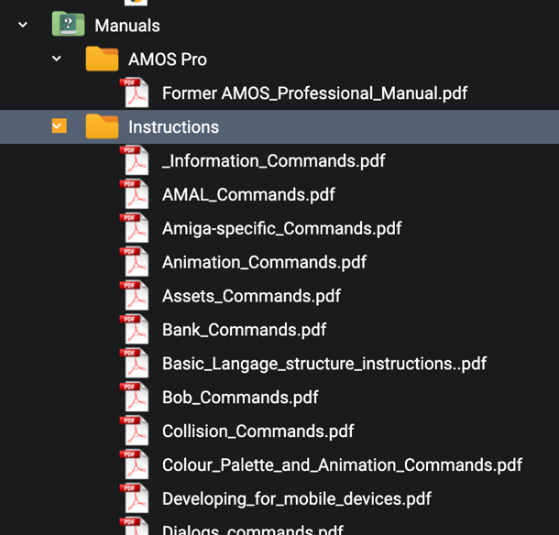 Manuals
AMOS Pro
PDF Former AMOS_Professional_Manual.pdf
Instructions
PDF _Information_Commands.pdf
PDF AMAL_Commands.pdf
PDF Amiga-specific_Commands.pdf
PDF Animation_Commands.pdf
PDF Assets_Commands.pdf
PDF Bank_Commands.pdf
PDF Basic_Langage_structure_instructions..pdf
PDF Bob_Commands.pdf
PDF Collision_Commands.pdf
PDF Colour_Palette_and_Animation_Commands.pdf
PDF Developing_for_mobile_devices.pdf
PDF Dialogs_commands.pdf